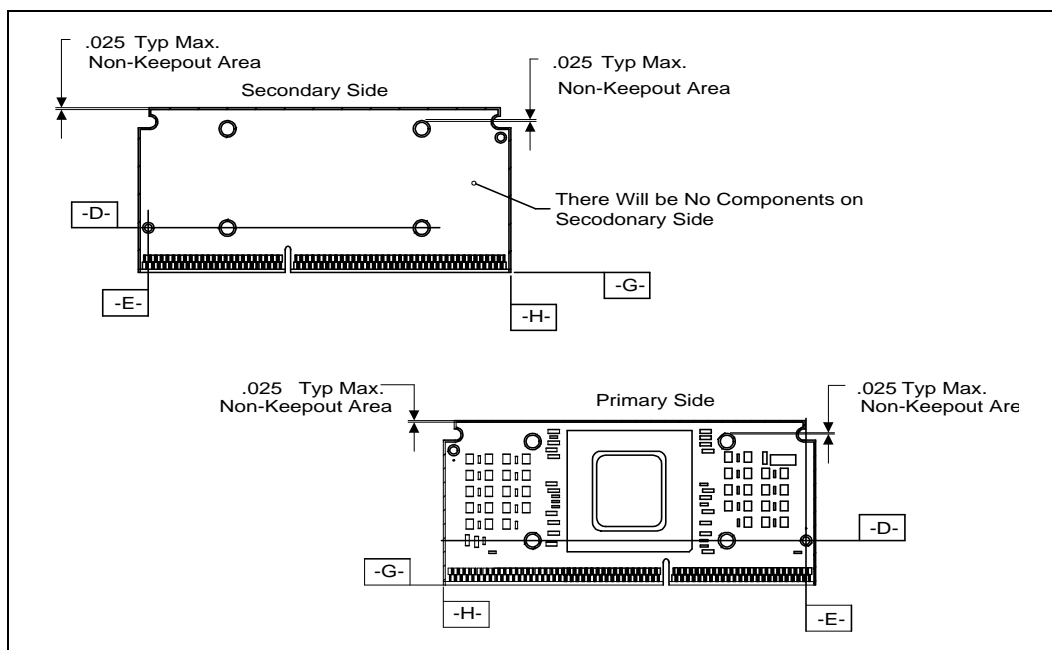 .025 Typ Max.
Non-Keepout Area
.025 Typ Max.
Non-Keepout Area
Secondary Side
There Will be No Components on
Secodonary Side
-D-
-E-
-G-
-H-
.025 Typ Max.
Non-Keepout Area
.025 Typ Max.
Non-Keepout Are
Primary Side
-D-
-G-
-H-
-E-